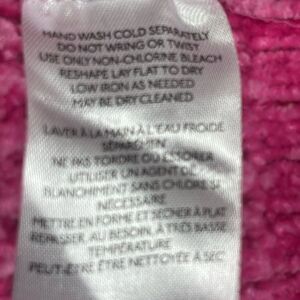 HAND WASH COLD SEPARATELY
DO NOT WRING OR TWIST
USE ONLY NON-CHLORINE BLEACH
RESHAPE LAY FLAT TO DRY
LOW IRON AS NEEDED
MAY BE DRY CLEANED
LAVER À LA MAIN À L'EAU FROIDE
SÉPARÉMENT
NE PAS TORDRE OU ESSORER
UTILISER UN AGENT DE
BLANCHIMENT SANS CHLORE SI
NÉCESSAIRE
METTRE EN FORME ET SÉCHER À PLAT
REPASSER, AU BESOIN, À TRÈS BASSE
TEMPÉRATURE
PEUT-ÊTRE ÊTRE NETTOYÉ À SEC